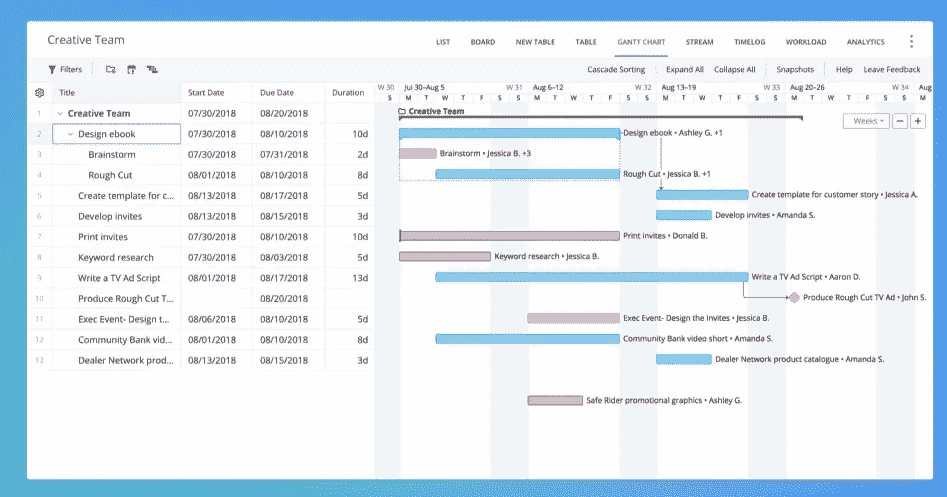 Creative Team
LIST BOARD NEW TABLE TABLE GANTT CHART STREAM TIMELOG WORKLOAD ANALYTICS
Filters Cascade Sorting Expand All Collapse All Snapshots Help Leave Feedback
Title Start Date Due Date Duration
W 30 Jul 30–Aug 5 W 31 Aug 6–12 W 32 Aug 13–19 W 33 Aug 20–26 W 34 Aug
S M T W T F S S M T W T F S S M T W T F S S M T W T F S S M
Weeks
1 Creative Team 07/30/2018 08/20/2018 Creative Team
2 Design ebook 07/30/2018 08/10/2018 10d Design ebook • Ashley G. +1
3 Brainstorm 07/30/2018 07/31/2018 2d Brainstorm • Jessica B. +3
4 Rough Cut 08/01/2018 08/10/2018 8d Rough Cut • Jessica B. +1
5 Create template for c... 08/13/2018 08/17/2018 5d Create template for customer story • Jessica A.
6 Develop invites 08/13/2018 08/15/2018 3d Develop invites • Amanda S.
7 Print invites 07/30/2018 08/10/2018 10d Print invites • Donald B.
8 Keyword research 07/30/2018 08/03/2018 5d Keyword research • Jessica B.
9 Write a TV Ad Script 08/01/2018 08/17/2018 13d Write a TV Ad Script • Aaron D.
10 Produce Rough Cut T... 08/20/2018 Produce Rough Cut TV Ad • John S.
11 Exec Event- Design t... 08/06/2018 08/10/2018 5d Exec Event- Design the Invites • Jessica B.
12 Community Bank vid... 08/01/2018 08/10/2018 8d Community Bank video short • Amanda S.
13 Dealer Network prod... 08/13/2018 08/15/2018 3d Dealer Network product catalogue • Amanda S.
Safe Rider promotional graphics • Ashley G.